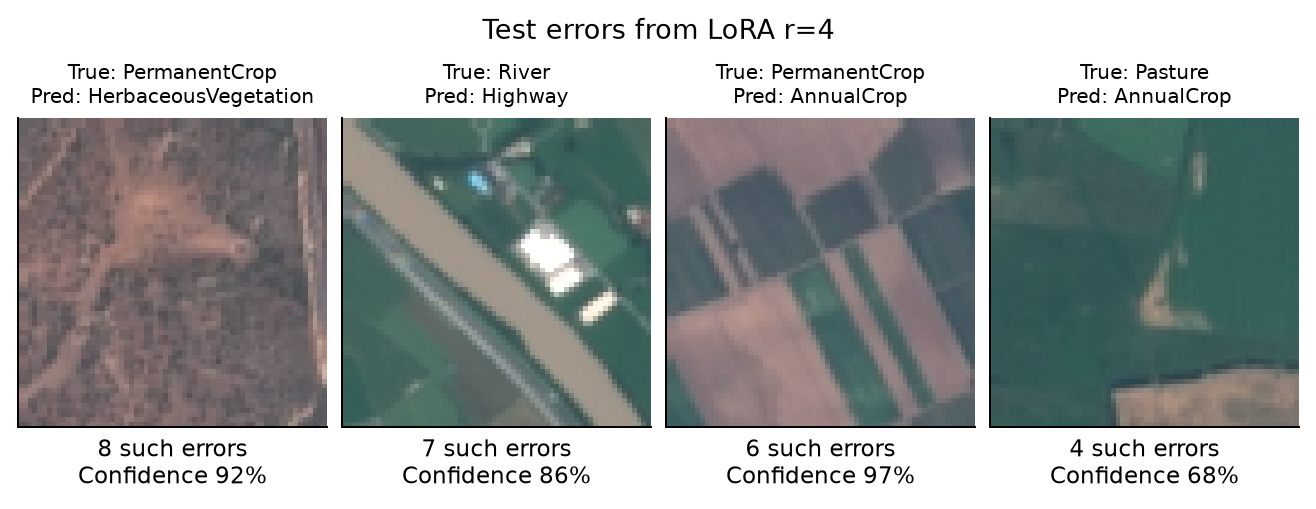 Test errors from LoRA r=4
True: PermanentCrop
Pred: HerbaceousVegetation
True: River
Pred: Highway
True: PermanentCrop
Pred: AnnualCrop
True: Pasture
Pred: AnnualCrop
8 such errors
Confidence 92%
7 such errors
Confidence 86%
6 such errors
Confidence 97%
4 such errors
Confidence 68%